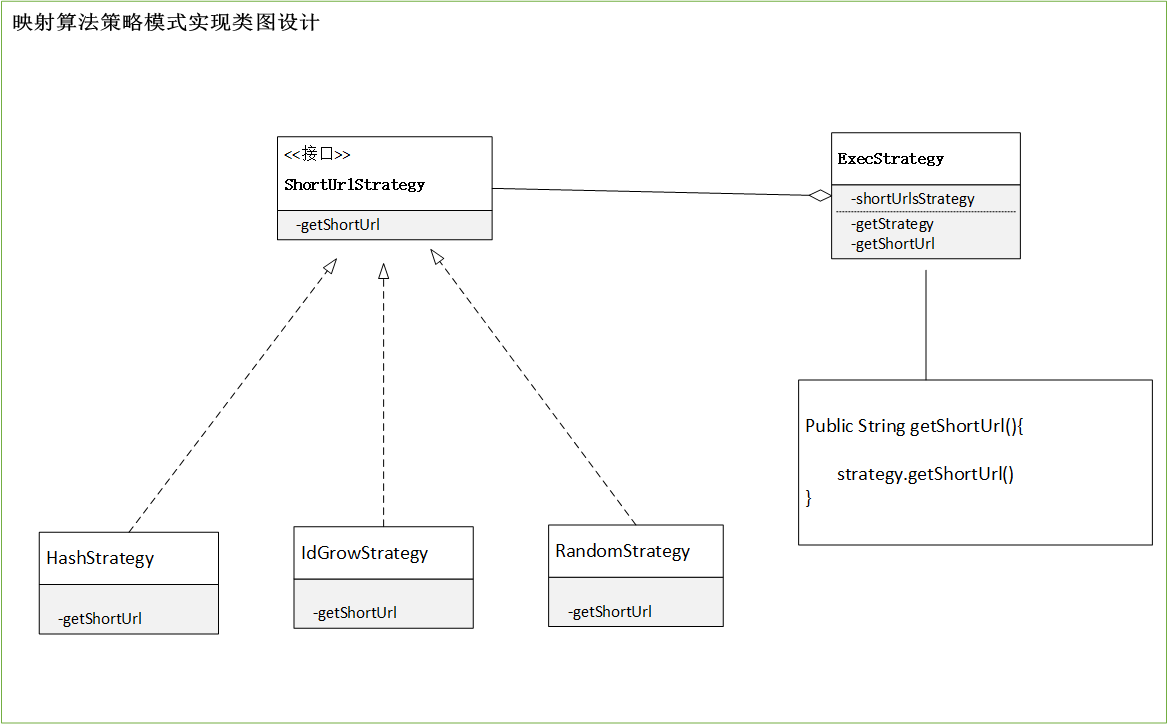 映射算法策略模式实现类图设计
<<接口>>
ShortUrlStrategy
-getShortUrl
ExecStrategy
-shortUrlsStrategy
-getStrategy
-getShortUrl
Public String getShortUrl(){
strategy.getShortUrl()
}
HashStrategy
-getShortUrl
IdGrowStrategy
-getShortUrl
RandomStrategy
-getShortUrl